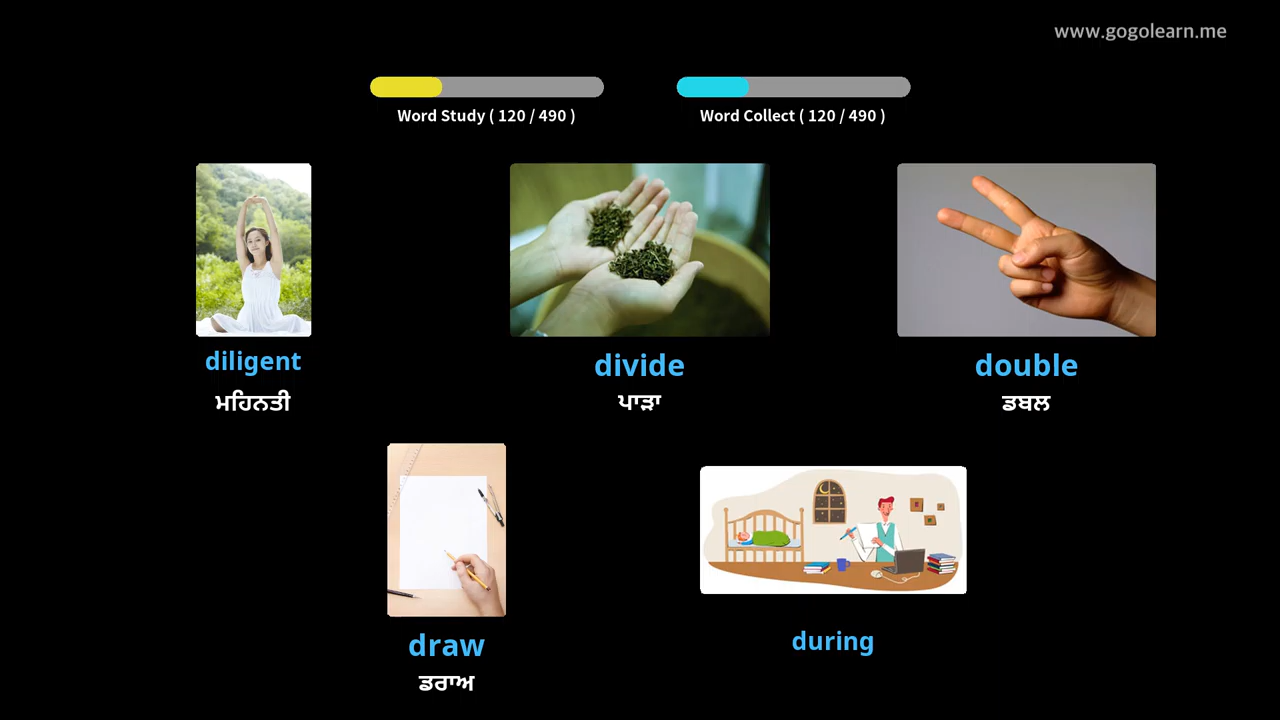 www.gogolearn.me
Word Study ( 120 / 490 )
Word Collect ( 120 / 490 )
diligent
ਮਹਿਨਤੀ
divide
ਪਾੜਾ
double
ਡਬਲ
draw
ਡਰਾਅ
during